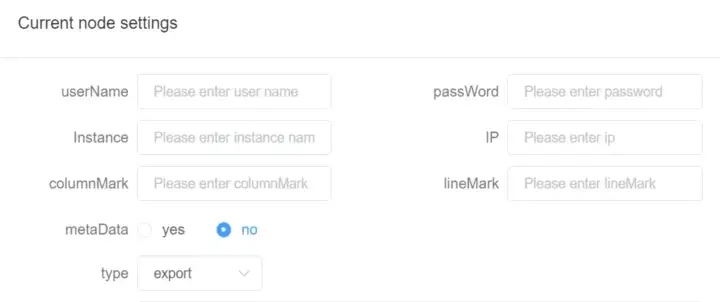 Current node settings
userName Please enter user name passWord Please enter password
Instance Please enter instance nam IP Please enter ip
columnMark Please enter columnMark lineMark Please enter lineMark
metaData yes no
type export